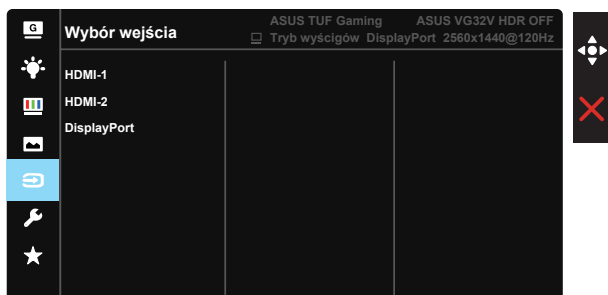 G
Wybór wejścia
ASUS TUF Gaming ASUS VG32V HDR OFF
Tryb wyścigów DisplayPort 2560x1440@120Hz
HDMI-1
HDMI-2
DisplayPort